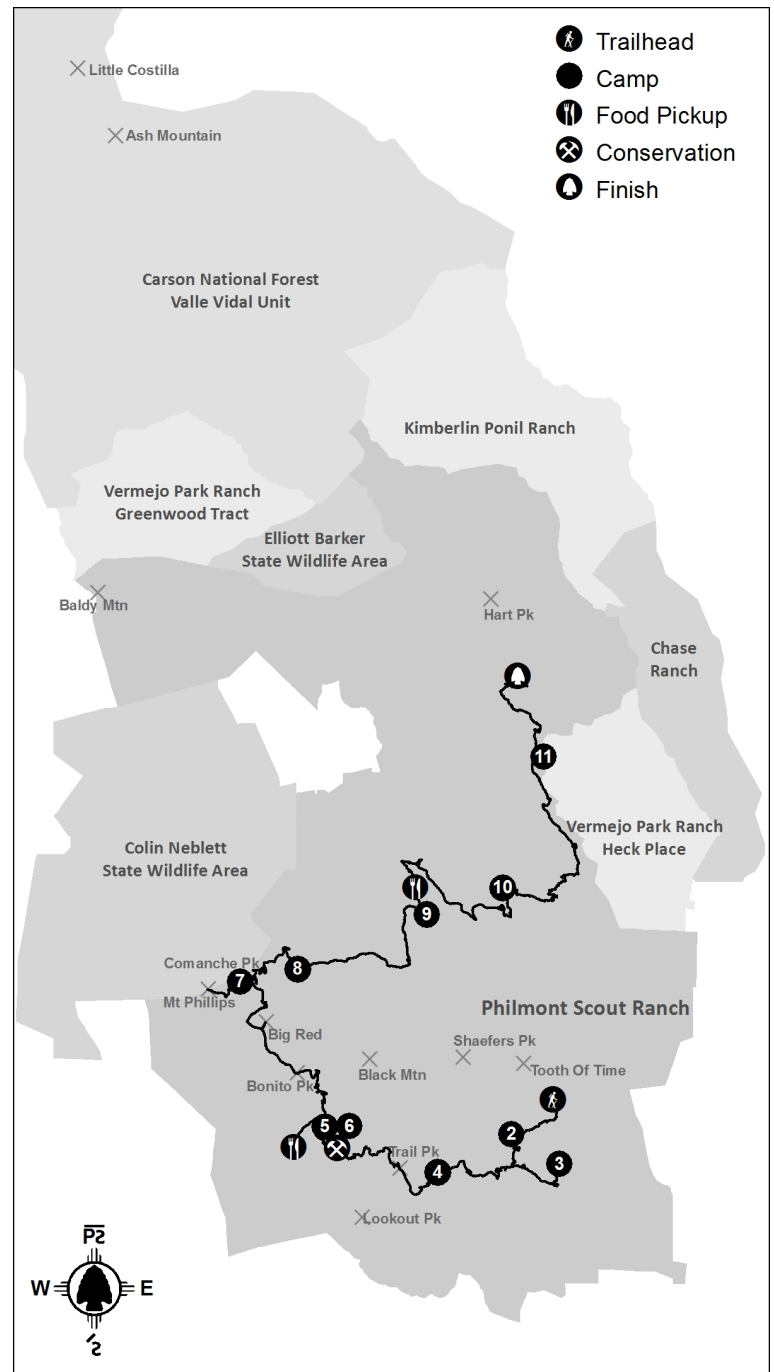 Trailhead
Camp
Food Pickup
Conservation
Finish
Little Costilla
Ash Mountain
Carson National Forest
Valle Vidal Unit
Kimberlin Ponil Ranch
Vermejo Park Ranch
Greenwood Tract
Elliott Barker
State Wildlife Area
Baldy Mtn
Hart Pk
Chase
Ranch
11
Vermejo Park Ranch
Heck Place
Colin Neblett
State Wildlife Area
10
9
Comanche Pk
8
7
Mt Phillips
Philmont Scout Ranch
Big Red
Shaefers Pk
Black Mtn
Tooth Of Time
Bonito Pk
5
6
2
Trail Pk
4
3
Lookout Pk
W
E